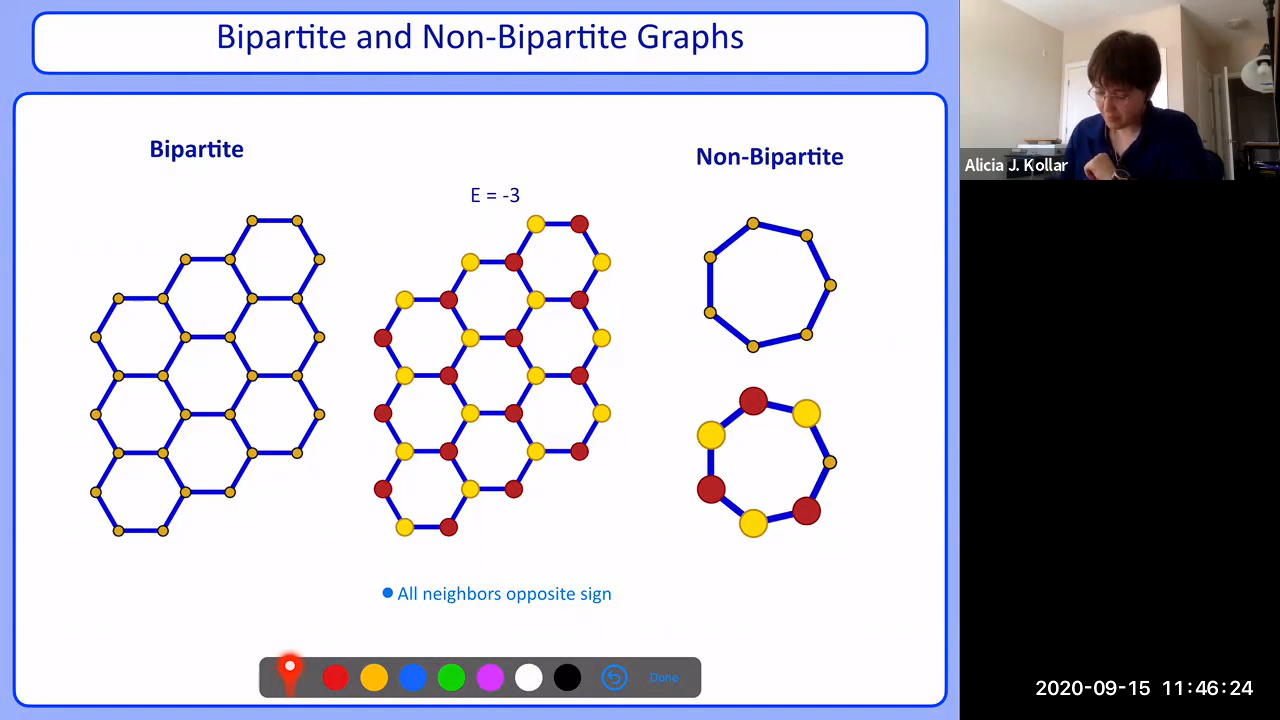 Bipartite and Non-Bipartite Graphs
Bipartite
Non-Bipartite
E = -3
All neighbors opposite sign
Done
Alicia J. Kollar
2020-09-15 11:46:24